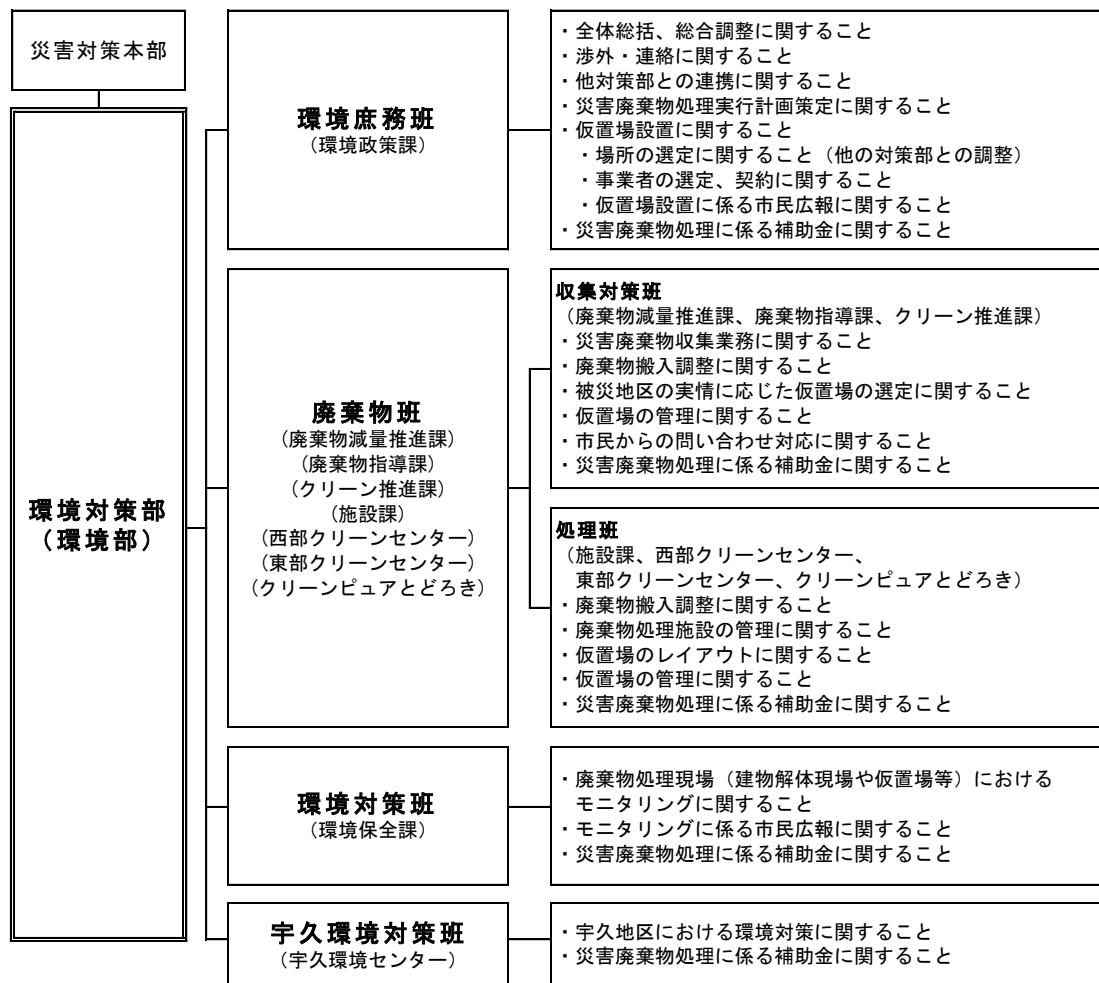 災害対策本部
環境対策部
（環境部）
環境庶務班
（環境政策課）
・全体総括、総合調整に関すること
・渉外・連絡に関すること
・他対策部との連携に関すること
・災害廃棄物処理実行計画策定に関すること
・仮置場設置に関すること
・場所の選定に関すること（他の対策部との調整）
・事業者の選定、契約に関すること
・仮置場設置に係る市民広報に関すること
・災害廃棄物処理に係る補助金に関すること
廃棄物班
（廃棄物減量推進課）
（廃棄物指導課）
（クリーン推進課）
（施設課）
（西部クリーンセンター）
（東部クリーンセンター）
（クリーンピュアとどろき）
収集対策班
（廃棄物減量推進課、廃棄物指導課、クリーン推進課）
・災害廃棄物収集業務に関すること
・廃棄物搬入調整に関すること
・被災地区の実情に応じた仮置場の選定に関すること
・仮置場の管理に関すること
・市民からの問い合わせ対応に関すること
・災害廃棄物処理に係る補助金に関すること
処理班
（施設課、西部クリーンセンター、
東部クリーンセンター、クリーンピュアとどろき）
・廃棄物搬入調整に関すること
・廃棄物処理施設の管理に関すること
・仮置場のレイアウトに関すること
・仮置場の管理に関すること
・災害廃棄物処理に係る補助金に関すること
環境対策班
（環境保全課）
・廃棄物処理現場（建物解体現場や仮置場等）における
モニタリングに関すること
・モニタリングに係る市民広報に関すること
・災害廃棄物処理に係る補助金に関すること
宇久環境対策班
（宇久環境センター）
・宇久地区における環境対策に関すること
・災害廃棄物処理に係る補助金に関すること